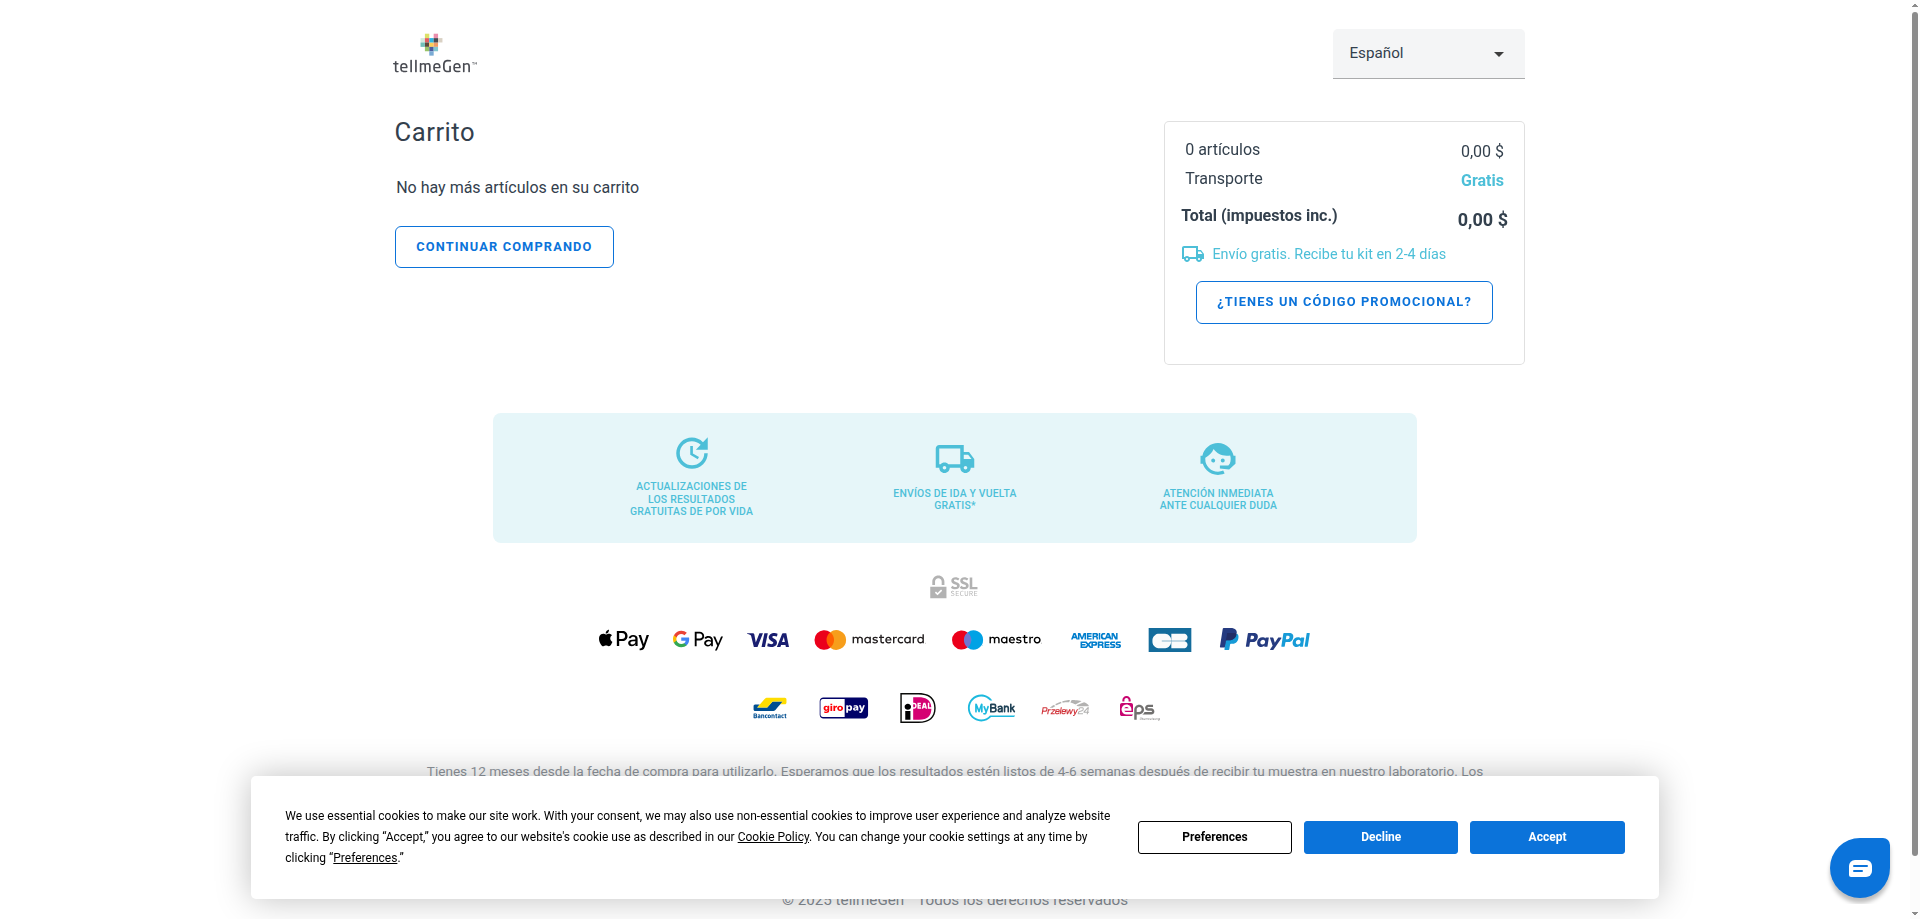 tellmeGen™
Español
Carrito
No hay más artículos en su carrito
CONTINUAR COMPRANDO
0 artículos 0,00 $
Transporte Gratis
Total (impuestos inc.) 0,00 $
Envío gratis. Recibe tu kit en 2-4 días
¿TIENES UN CÓDIGO PROMOCIONAL?
ACTUALIZACIONES DE
LOS RESULTADOS
GRATUITAS DE POR VIDA
ENVÍOS DE IDA Y VUELTA
GRATIS*
ATENCIÓN INMEDIATA
ANTE CUALQUIER DUDA
SSL
SECURE
Pay G Pay VISA mastercard maestro AMERICAN EXPRESS CB PayPal
Bancontact giropay iDEAL MyBank Przelewy24 eps
Tienes 12 meses desde la fecha de compra para utilizarlo. Esperamos que los resultados estén listos de 4-6 semanas después de recibir tu muestra en nuestro laboratorio. Los
We use essential cookies to make our site work. With your consent, we may also use non-essential cookies to improve user experience and analyze website
traffic. By clicking “Accept,” you agree to our website's cookie use as described in our Cookie Policy. You can change your cookie settings at any time by
clicking “Preferences.”
Preferences
Decline
Accept
© 2025 tellmeGen Todos los derechos reservados